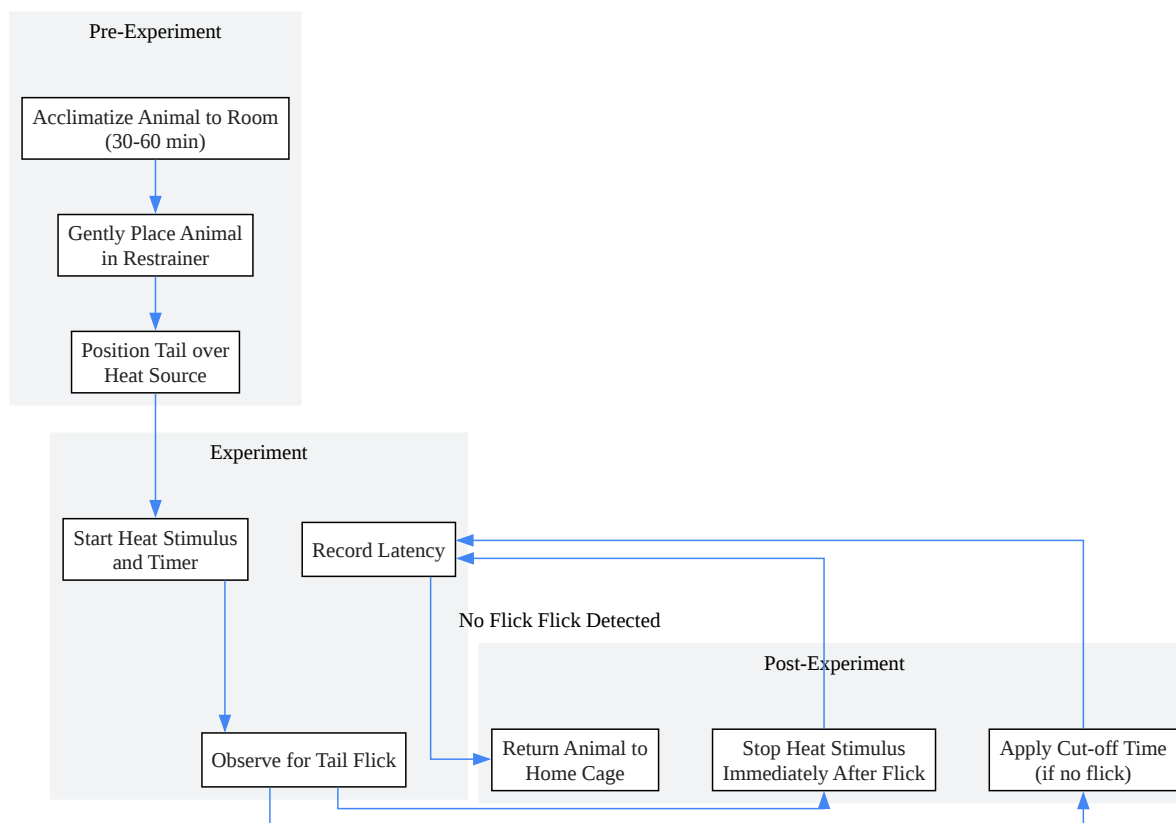 Pre-Experiment
Acclimatize Animal to Room
(30-60 min)
Gently Place Animal
in Restrainer
Position Tail over
Heat Source
Experiment
Start Heat Stimulus
and Timer
Record Latency
No Flick Flick Detected
Post-Experiment
Observe for Tail Flick
Return Animal to
Home Cage
Stop Heat Stimulus
Immediately After Flick
Apply Cut-off Time
(if no flick)